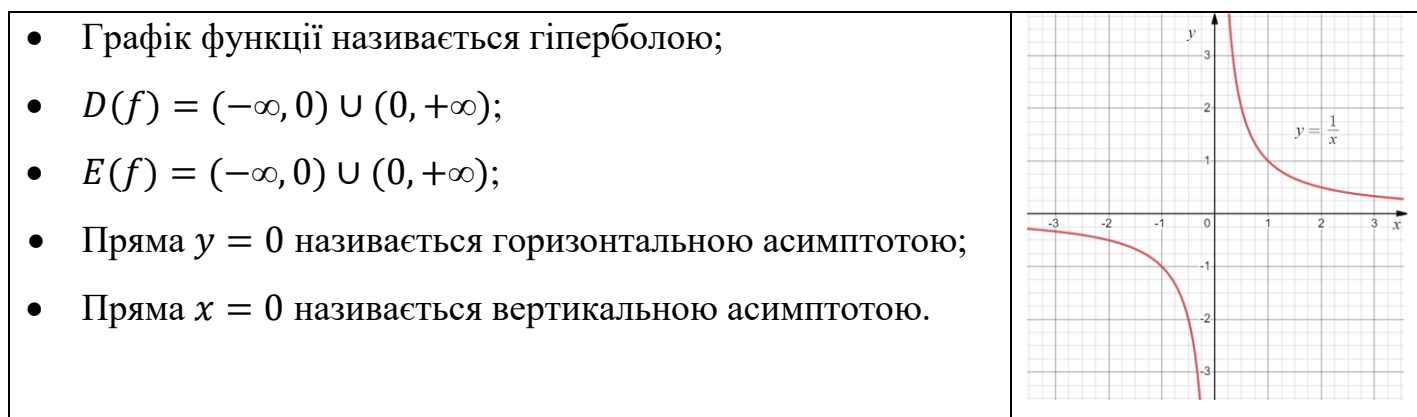 • Графік функції називається гіперболою;
• D(f) = (−∞, 0) ∪ (0, +∞);
• E(f) = (−∞, 0) ∪ (0, +∞);
• Пряма y = 0 називається горизонтальною асимптотою;
• Пряма x = 0 називається вертикальною асимптотою.
y
3
2
y = 1/x
1
-3 -2 -1 0 1 2 3 x
-1
-2
-3